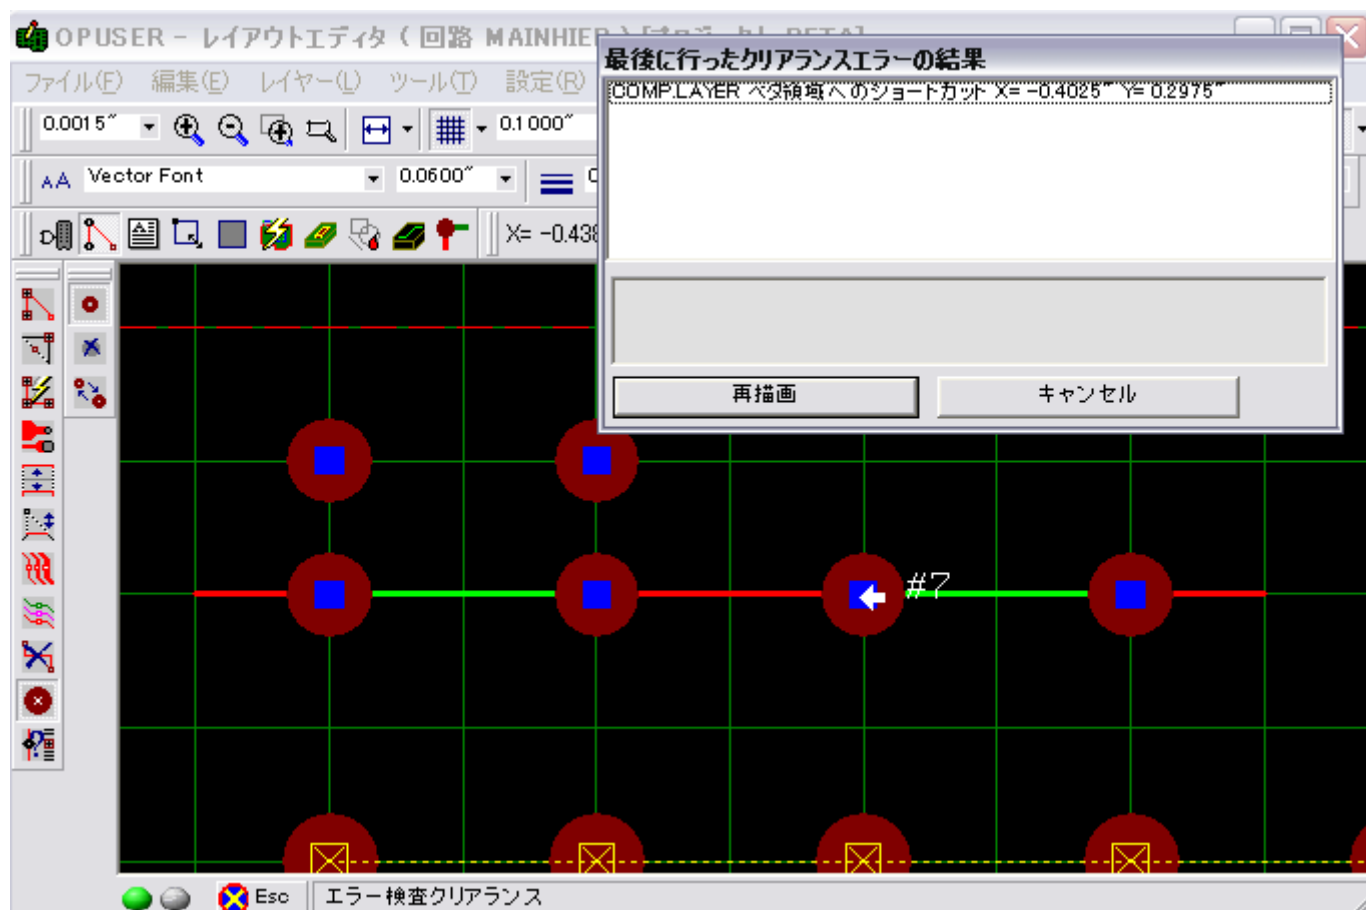 OPUSER - レイアウトエディタ ( 回路 MAINHIER
最後に行ったクリアランスエラーの結果
ファイル(F) 編集(E) レイヤー(L) ツール(T) 設定(R)
COMP.LAYER ベタ領域へのショートカット X= -0.4025" Y= 0.2975"
0.0015" 0.1000"
AA Vector Font 0.0600"
X= -0.438
再描画 キャンセル
#7
Esc エラー検査クリアランス